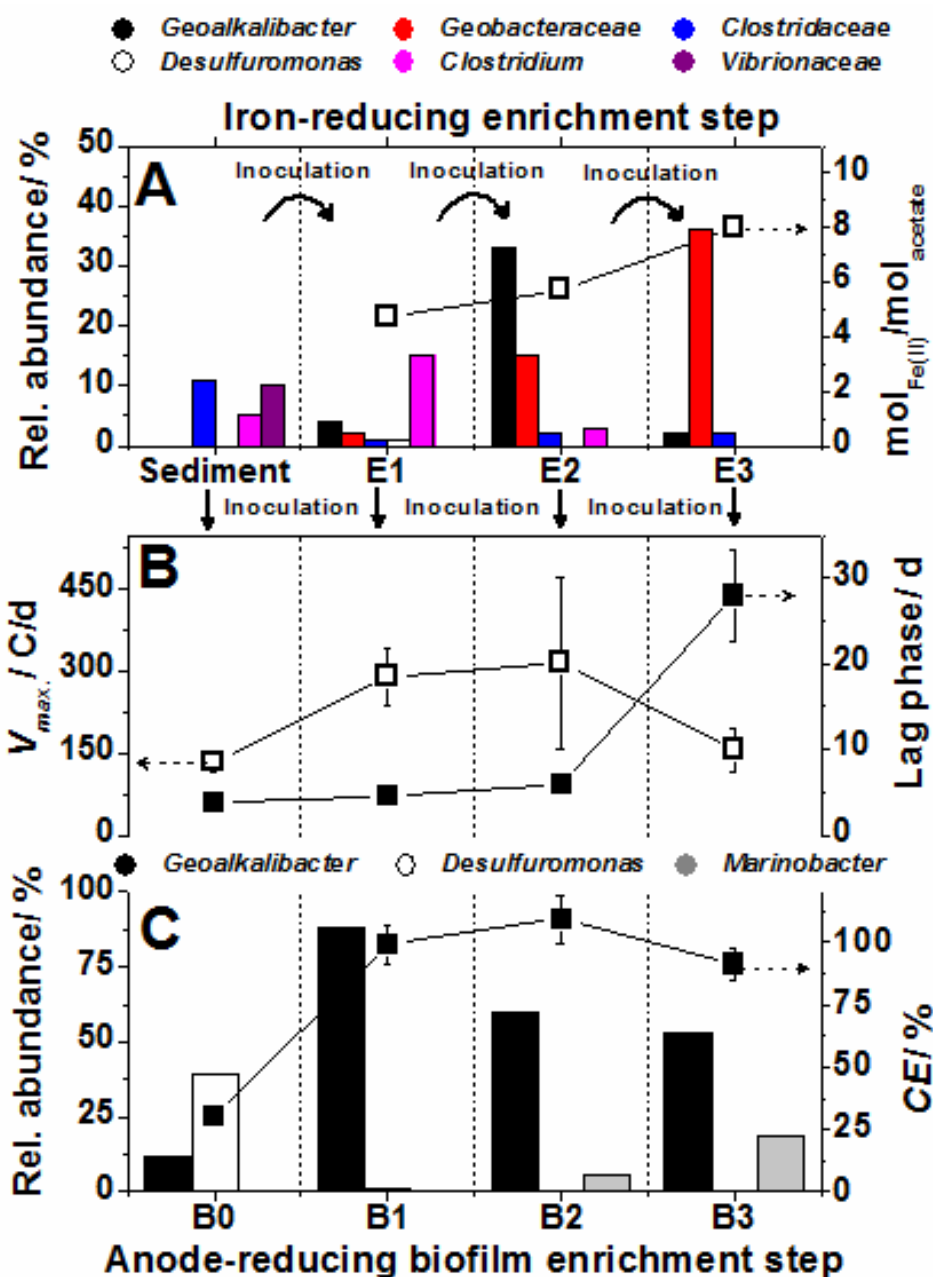 Geoalkalibacter Geobacteraceae Clostridaceae
Desulfuromonas Clostridium Vibrionaceae
Iron-reducing enrichment step
A
Inoculation Inoculation Inoculation
Rel. abundance/ %
50
40
30
20
10
0
mol Fe(II)/mol acetate
10
8
6
4
2
0
Sediment E1 E2 E3
Inoculation Inoculation Inoculation
B
Vmax. / C/d
450
300
150
0
Lag phase/ d
30
20
10
0
Geoalkalibacter Desulfuromonas Marinobacter
C
Rel. abundance/ %
100
75
50
25
0
CE/ %
100
75
50
25
0
B0 B1 B2 B3
Anode-reducing biofilm enrichment step